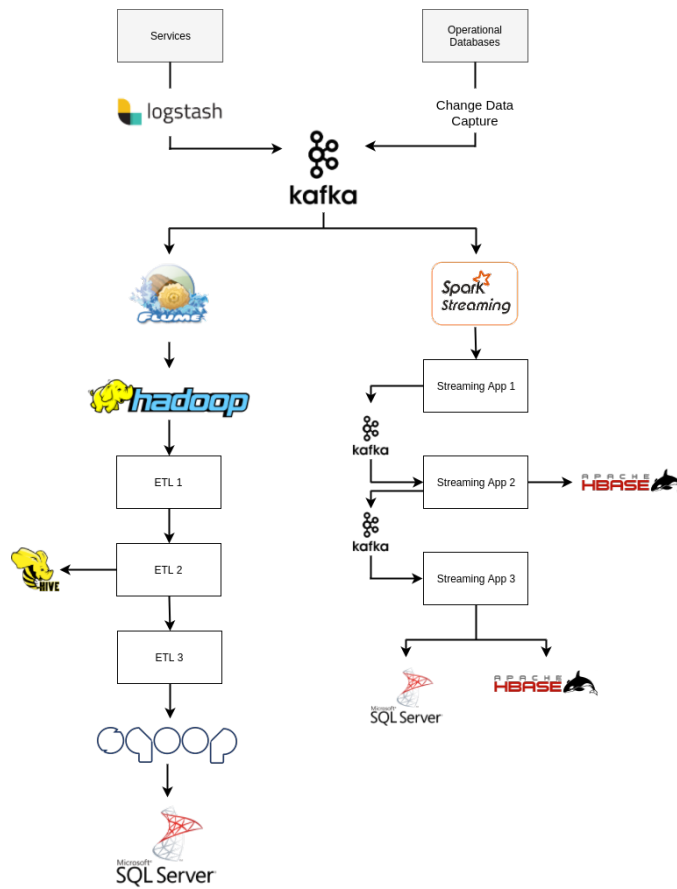 Services
Operational
Databases
logstash
Change Data
Capture
kafka
FLUME
Spark
Streaming
hadoop
Streaming App 1
kafka
ETL 1
Streaming App 2
APACHE
HBASE
kafka
ETL 2
HIVE
Streaming App 3
ETL 3
Microsoft®
SQL Server
APACHE
HBASE
sqoop
Microsoft®
SQL Server